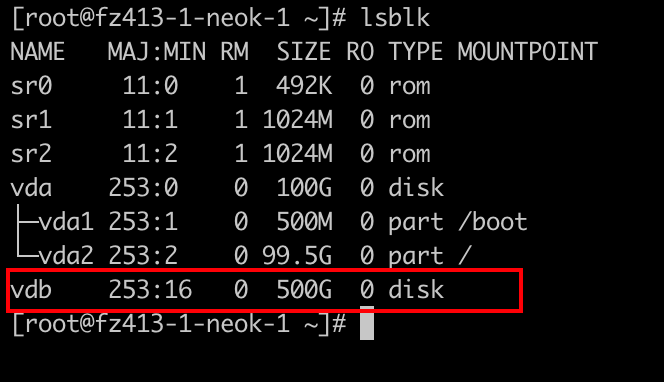 [root@fz413-1-neok-1 ~]# lsblk
NAME   MAJ:MIN RM  SIZE RO TYPE MOUNTPOINT
sr0     11:0    1  492K  0 rom
sr1     11:1    1 1024M  0 rom
sr2     11:2    1 1024M  0 rom
vda    253:0    0  100G  0 disk
├─vda1 253:1    0  500M  0 part /boot
└─vda2 253:2    0 99.5G  0 part /
vdb    253:16   0  500G  0 disk
[root@fz413-1-neok-1 ~]#